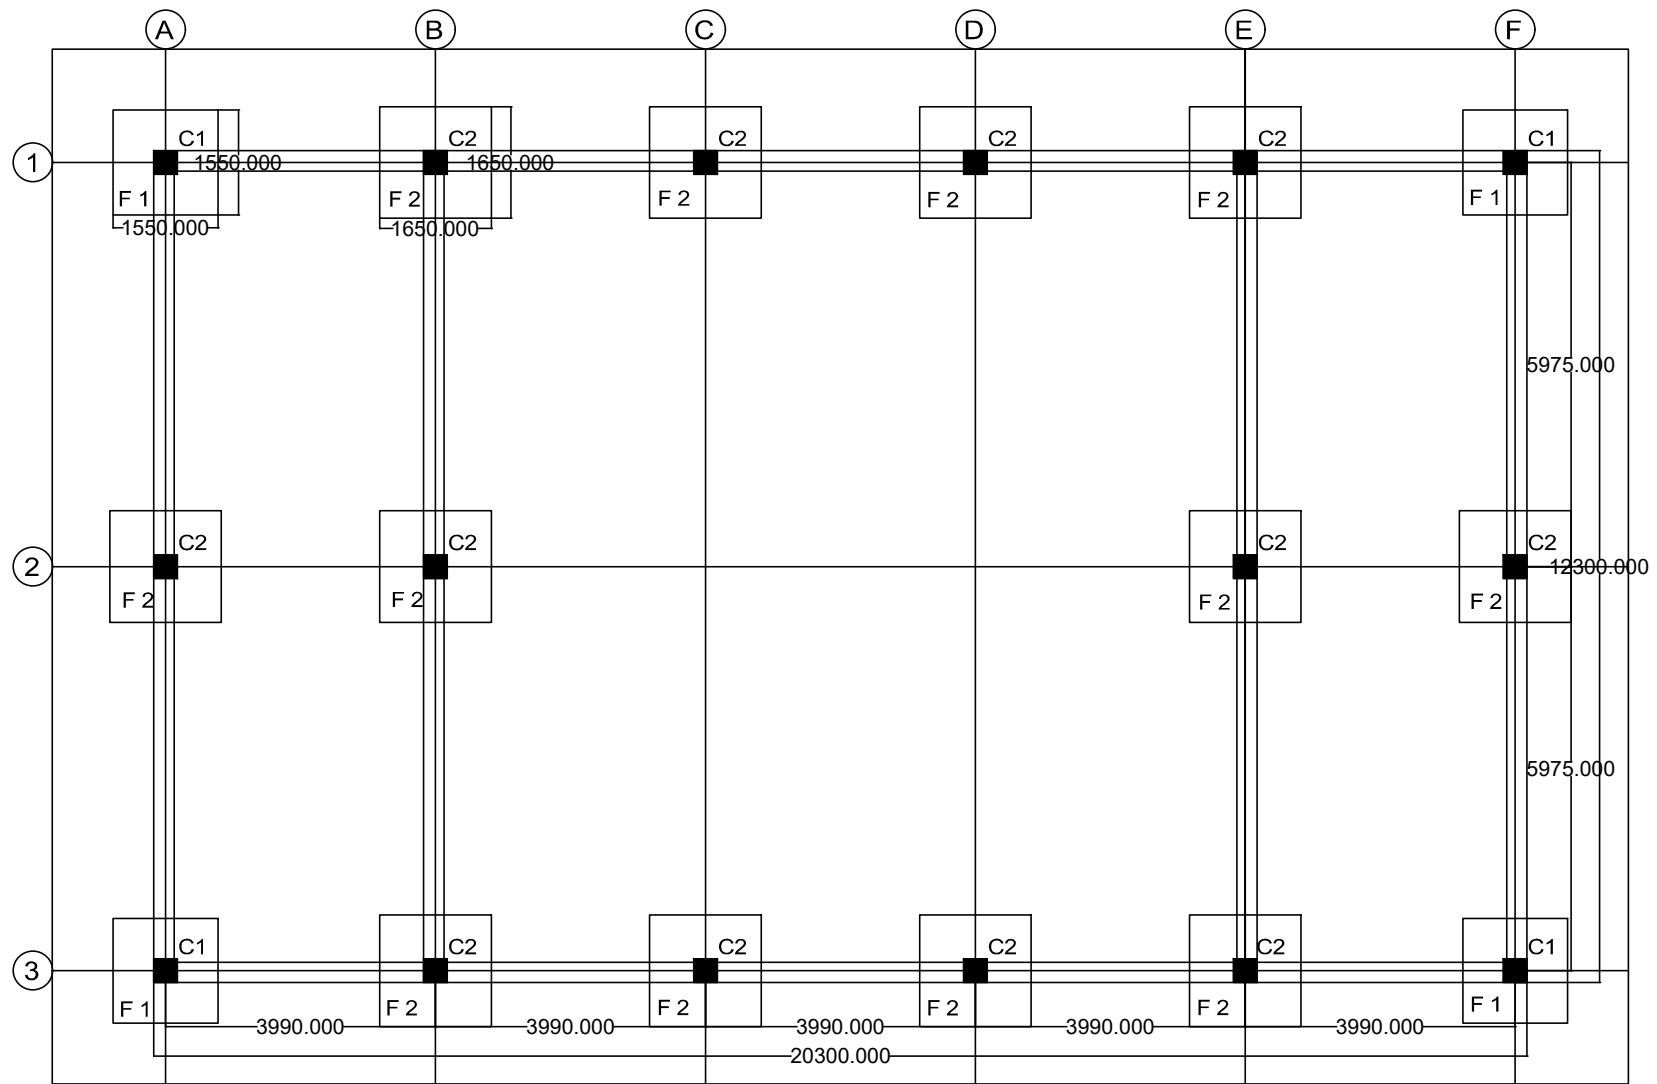 A B C D E F
C1 C2 C2 C2 C2 C1
1 1550.000 1650.000
F 1 F 2 F 2 F 2 F 2 F 1
1550.000 1650.000
5975.000
C2 C2 C2 C2
2 12300.000
F 2 F 2 F 2 F 2
5975.000
C1 C2 C2 C2 C2 C1
3
F 1 F 2 F 2 F 2 F 2 F 1
3990.000 3990.000 3990.000 3990.000 3990.000
20300.000